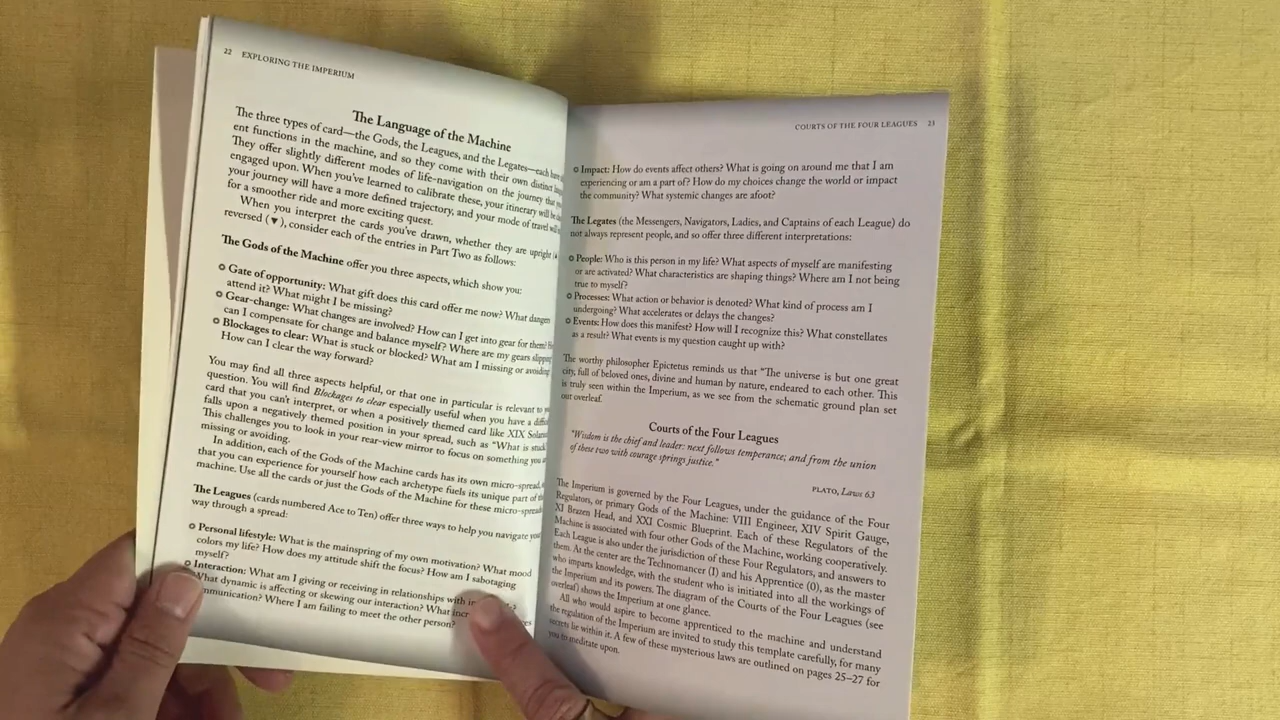 22 EXPLORING THE IMPERIUM
The Language of the Machine
The three types of card—the Gods, the Leagues, and the Legates—each
ent functions in the machine, and so they come with their own distinct
They offer slightly different modes of life-navigation on the journey that
engaged upon. When you've learned to calibrate these, your itinerary will be
your journey will have a more defined trajectory, and your mode of travel will
for a smoother ride and more exciting quest.
When you interpret the cards you've drawn, whether they are upright
reversed (▼), consider each of the entries in Part Two as follows:
The Gods of the Machine offer you three aspects, which show you:
Gate of opportunity: What gift does this card offer me now? What dangers
attend it? What might I be missing?
Gear-change: What changes are involved? How can I get into gear for them?
can I compensate for change and balance myself? Where are my gears slipping
Blockages to clear: What is stuck or blocked? What am I missing or avoiding
How can I clear the way forward?
You may find all three aspects helpful, or that one in particular is relevant to
question. You will find Blockages to clear especially useful when you have a
card that you can't interpret, or when a positively themed card like XIX
falls upon a negatively themed position in your spread, such as "What is stuck
This challenges you to look in your rear-view mirror to focus on something
missing or avoiding.
In addition, each of the Gods of the Machine cards has its own micro-spread,
that you can experience for yourself how each archetype fuels its unique part of
machine. Use all the cards or just the Gods of the Machine for these
The Leagues (cards numbered Ace to Ten) offer three ways to help you navigate
way through a spread:
Personal lifestyle: What is the mainspring of my own motivation? What mood
colors my life? How does my attitude shift the focus? How am I sabotaging
myself?
Interaction: What am I giving or receiving in relationships with
What dynamic is affecting or skewing our interaction? What
Where I am failing to meet the other person?
COURTS OF THE FOUR LEAGUES 23
Impact: How do events affect others? What is going on around me that I am
experiencing or am a part of? How do my choices change the world or impact
the community? What systemic changes are afoot?
The Legates (the Messengers, Navigators, Ladies, and Captains of each League) do
not always represent people, and so offer three different interpretations:
People: Who is this person in my life? What aspects of myself are manifesting
or are activated? What characteristics are shaping things? Where am I not being
true to myself?
Processes: What action or behavior is denoted? What kind of process am I
undergoing? What accelerates or delays the changes?
Events: How does this manifest? How will I recognize this? What constellates
as a result? What events is my question caught up with?
The worthy philosopher Epictetus reminds us that "The universe is but one great
city, full of beloved ones, divine and human by nature, endeared to each other. This
is truly seen within the Imperium, as we see from the schematic ground plan set
out overleaf.
Courts of the Four Leagues
"Wisdom is the chief and leader: next follows temperance; and from the union
of these two with courage springs justice."
PLATO, Laws 63
The Imperium is governed by the Four Leagues, under the guidance of the Four
Regulators, or primary Gods of the Machine: VIII Engineer, XIV Spirit Gauge,
XI Brazen Head, and XXI Cosmic Blueprint. Each of these Regulators of the
Machine is associated with four other Gods of the Machine, working cooperatively.
Each League is also under the jurisdiction of these Four Regulators, and answers to
them. At the center are the Technomancer (I) and his Apprentice (0), as the master
who imparts knowledge, with the student who is initiated into all the workings of
the Imperium and its powers. The diagram of the Courts of the Four Leagues (see
overleaf) shows the Imperium at one glance.
All who would aspire to become apprenticed to the machine and understand
the regulation of the Imperium are invited to study this template carefully, for many
secrets lie within it. A few of these mysterious laws are outlined on pages 25–27 for
you to meditate upon.